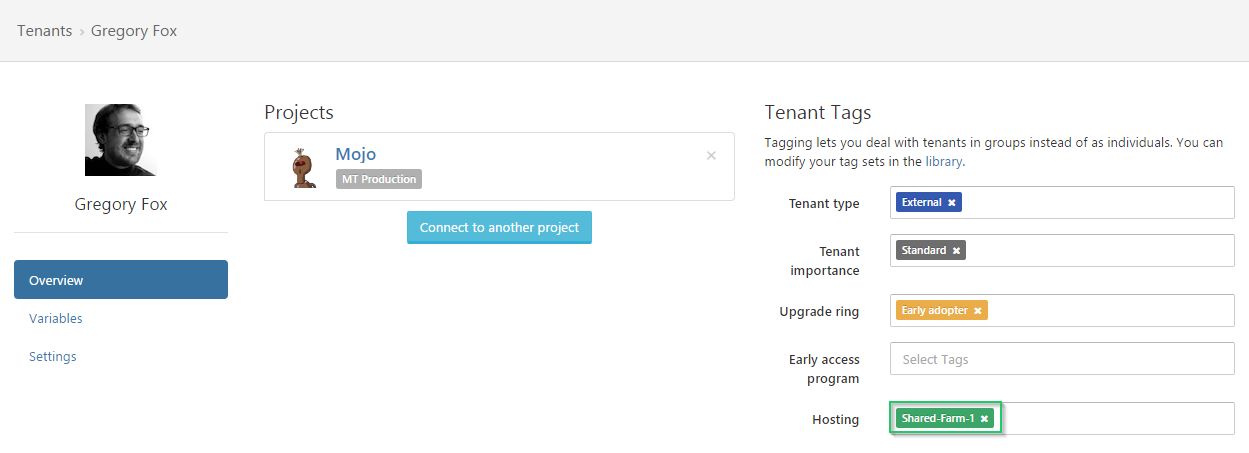 Tenants › Gregory Fox
Gregory Fox
Overview
Variables
Settings
Projects
Mojo
MT Production
Connect to another project
Tenant Tags
Tagging lets you deal with tenants in groups instead of as individuals. You can
modify your tag sets in the library.
Tenant type
External
Tenant
importance
Standard
Upgrade ring
Early adopter
Early access
program
Select Tags
Hosting
Shared-Farm-1